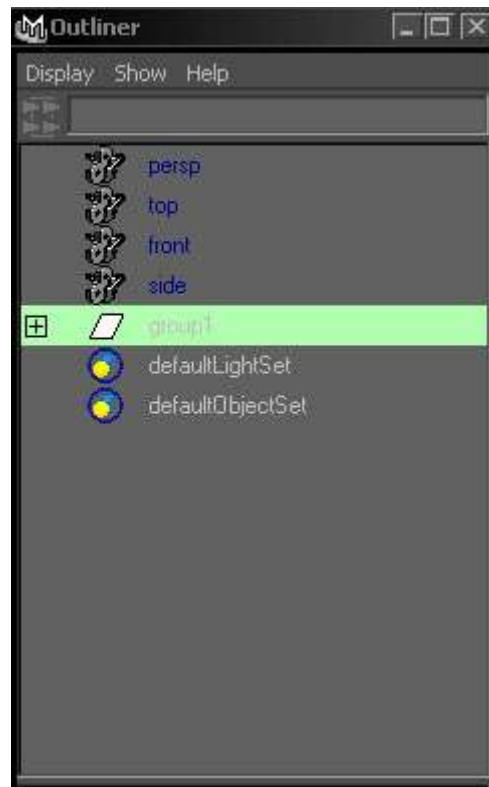 Outliner
Display Show Help
persp
top
front
side
group1
defaultLightSet
defaultObjectSet